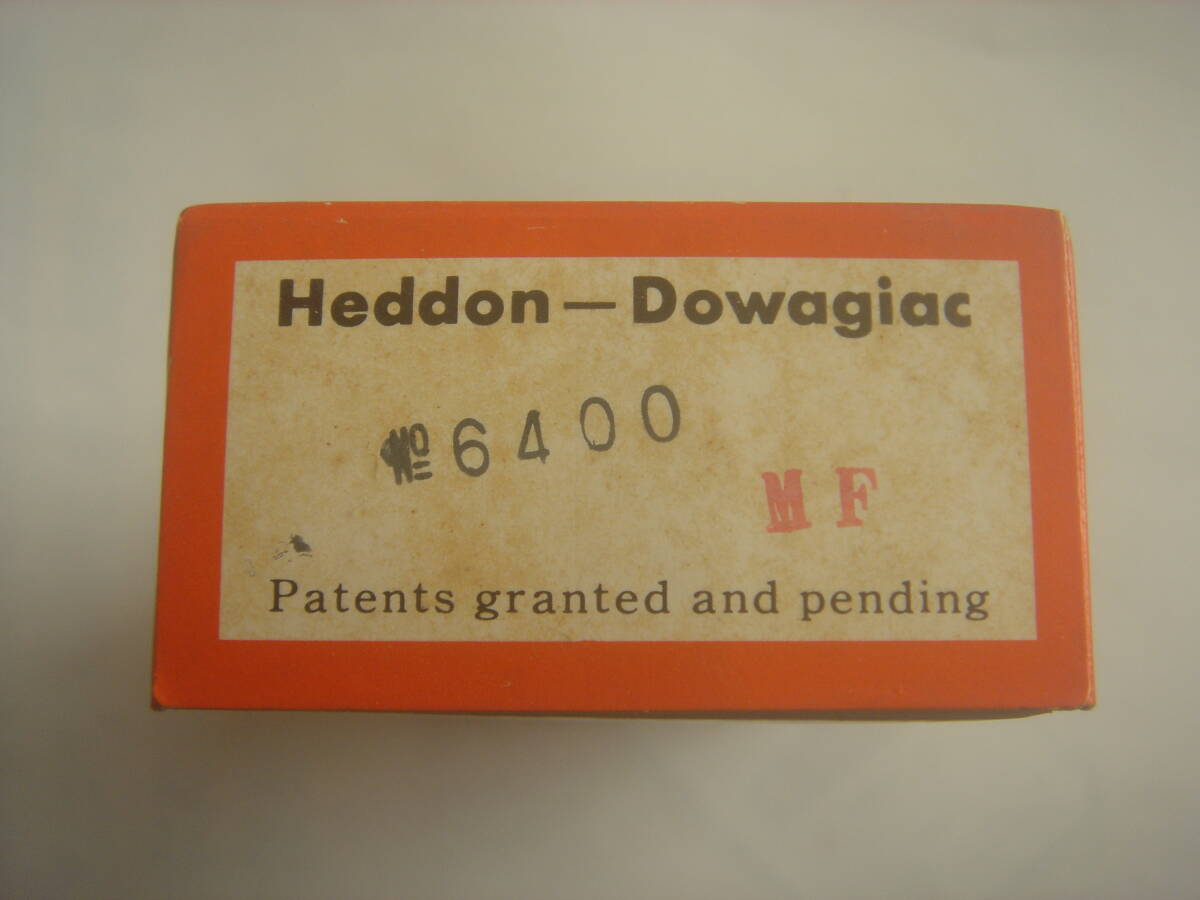 Heddon — Dowagiac
№ 6400
MF
Patents granted and pending